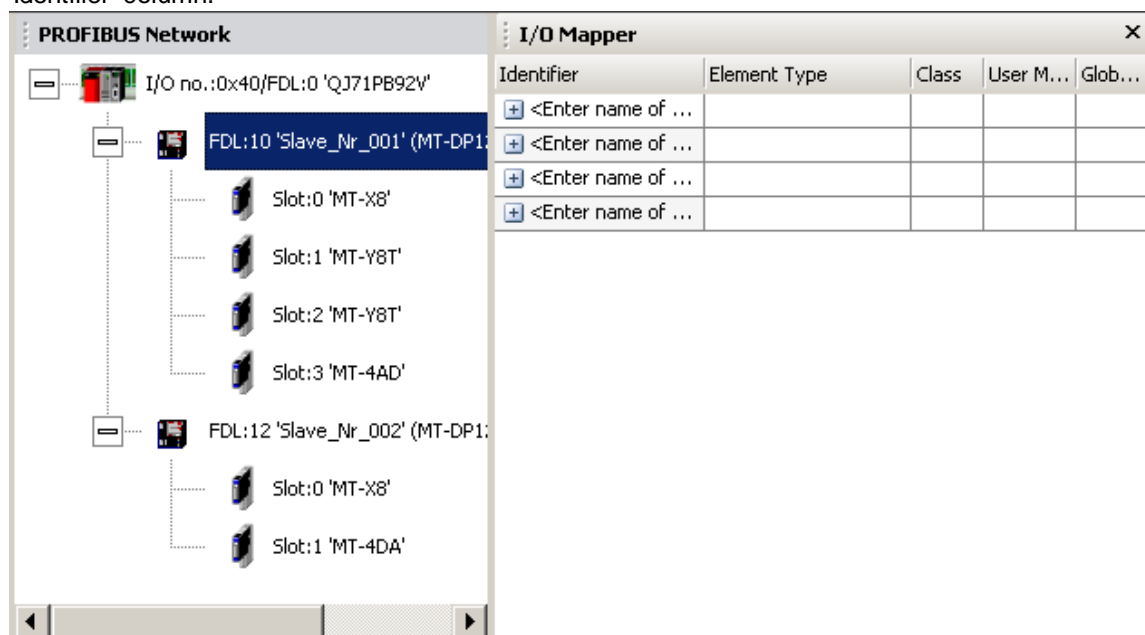 PROFIBUS Network
I/O no.:0x40/FDL:0 'QJ71PB92V'
FDL:10 'Slave_Nr_001' (MT-DP1
Slot:0 'MT-X8'
Slot:1 'MT-Y8T'
Slot:2 'MT-Y8T'
Slot:3 'MT-4AD'
FDL:12 'Slave_Nr_002' (MT-DP1
Slot:0 'MT-X8'
Slot:1 'MT-4DA'
I/O Mapper
Identifier Element Type Class User M... Glob...
<Enter name of ...
<Enter name of ...
<Enter name of ...
<Enter name of ...